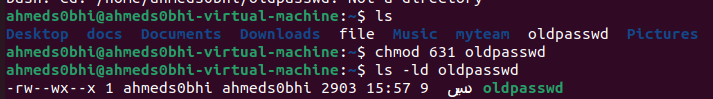 bash: cd: /home/ahmeds0bhi/oldpasswd: Not a directory
ahmeds0bhi@ahmeds0bhi-virtual-machine:~$ ls
Desktop docs Documents Downloads file Music myteam oldpasswd Pictures
ahmeds0bhi@ahmeds0bhi-virtual-machine:~$ chmod 631 oldpasswd
ahmeds0bhi@ahmeds0bhi-virtual-machine:~$ ls -ld oldpasswd
-rw--wx--x 1 ahmeds0bhi ahmeds0bhi 2903 15:57 9 نيس oldpasswd